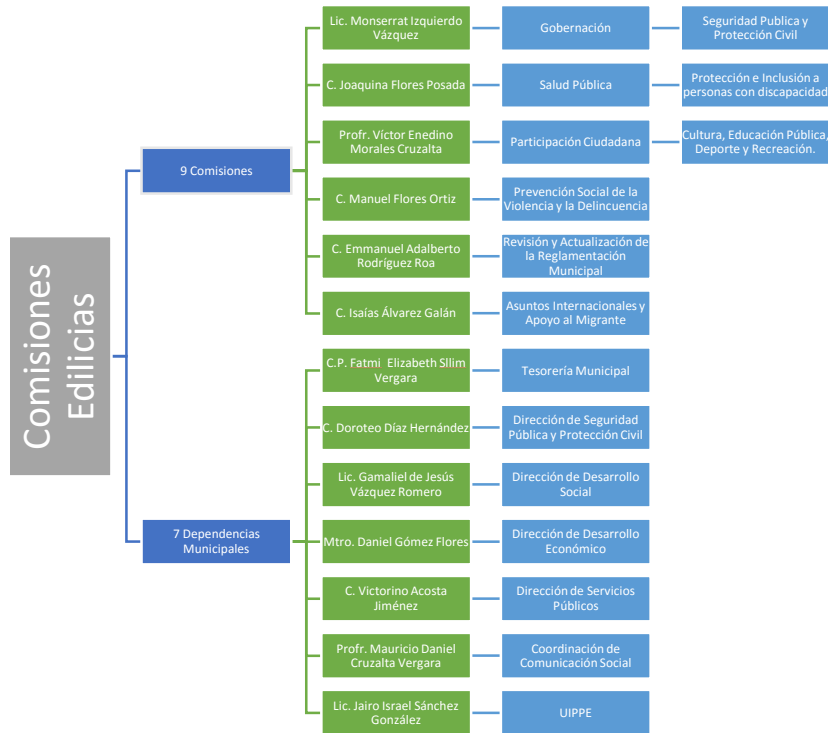 Comisiones
Edilicias
9 Comisiones
Lic. Monserrat Izquierdo
Vázquez
Gobernación
Seguridad Publica y
Protección Civil
C. Joaquina Flores Posada
Salud Pública
Protección e Inclusión a
personas con discapacidad
Profr. Víctor Enedino
Morales Cruzalta
Participación Ciudadana
Cultura, Educación Pública,
Deporte y Recreación.
C. Manuel Flores Ortiz
Prevención Social de la
Violencia y la Delincuencia
C. Emmanuel Adalberto
Rodríguez Roa
Revisión y Actualización de
la Reglamentación
Municipal
C. Isaías Álvarez Galán
Asuntos Internacionales y
Apoyo al Migrante
7 Dependencias
Municipales
C.P. Fatmi Elizabeth Sllim
Vergara
Tesorería Municipal
C. Doroteo Díaz Hernández
Dirección de Seguridad
Pública y Protección Civil
Lic. Gamaliel de Jesús
Vázquez Romero
Dirección de Desarrollo
Social
Mtro. Daniel Gómez Flores
Dirección de Desarrollo
Económico
C. Victorino Acosta
Jiménez
Dirección de Servicios
Públicos
Profr. Mauricio Daniel
Cruzalta Vergara
Coordinación de
Comunicación Social
Lic. Jairo Israel Sánchez
González
UIPPE